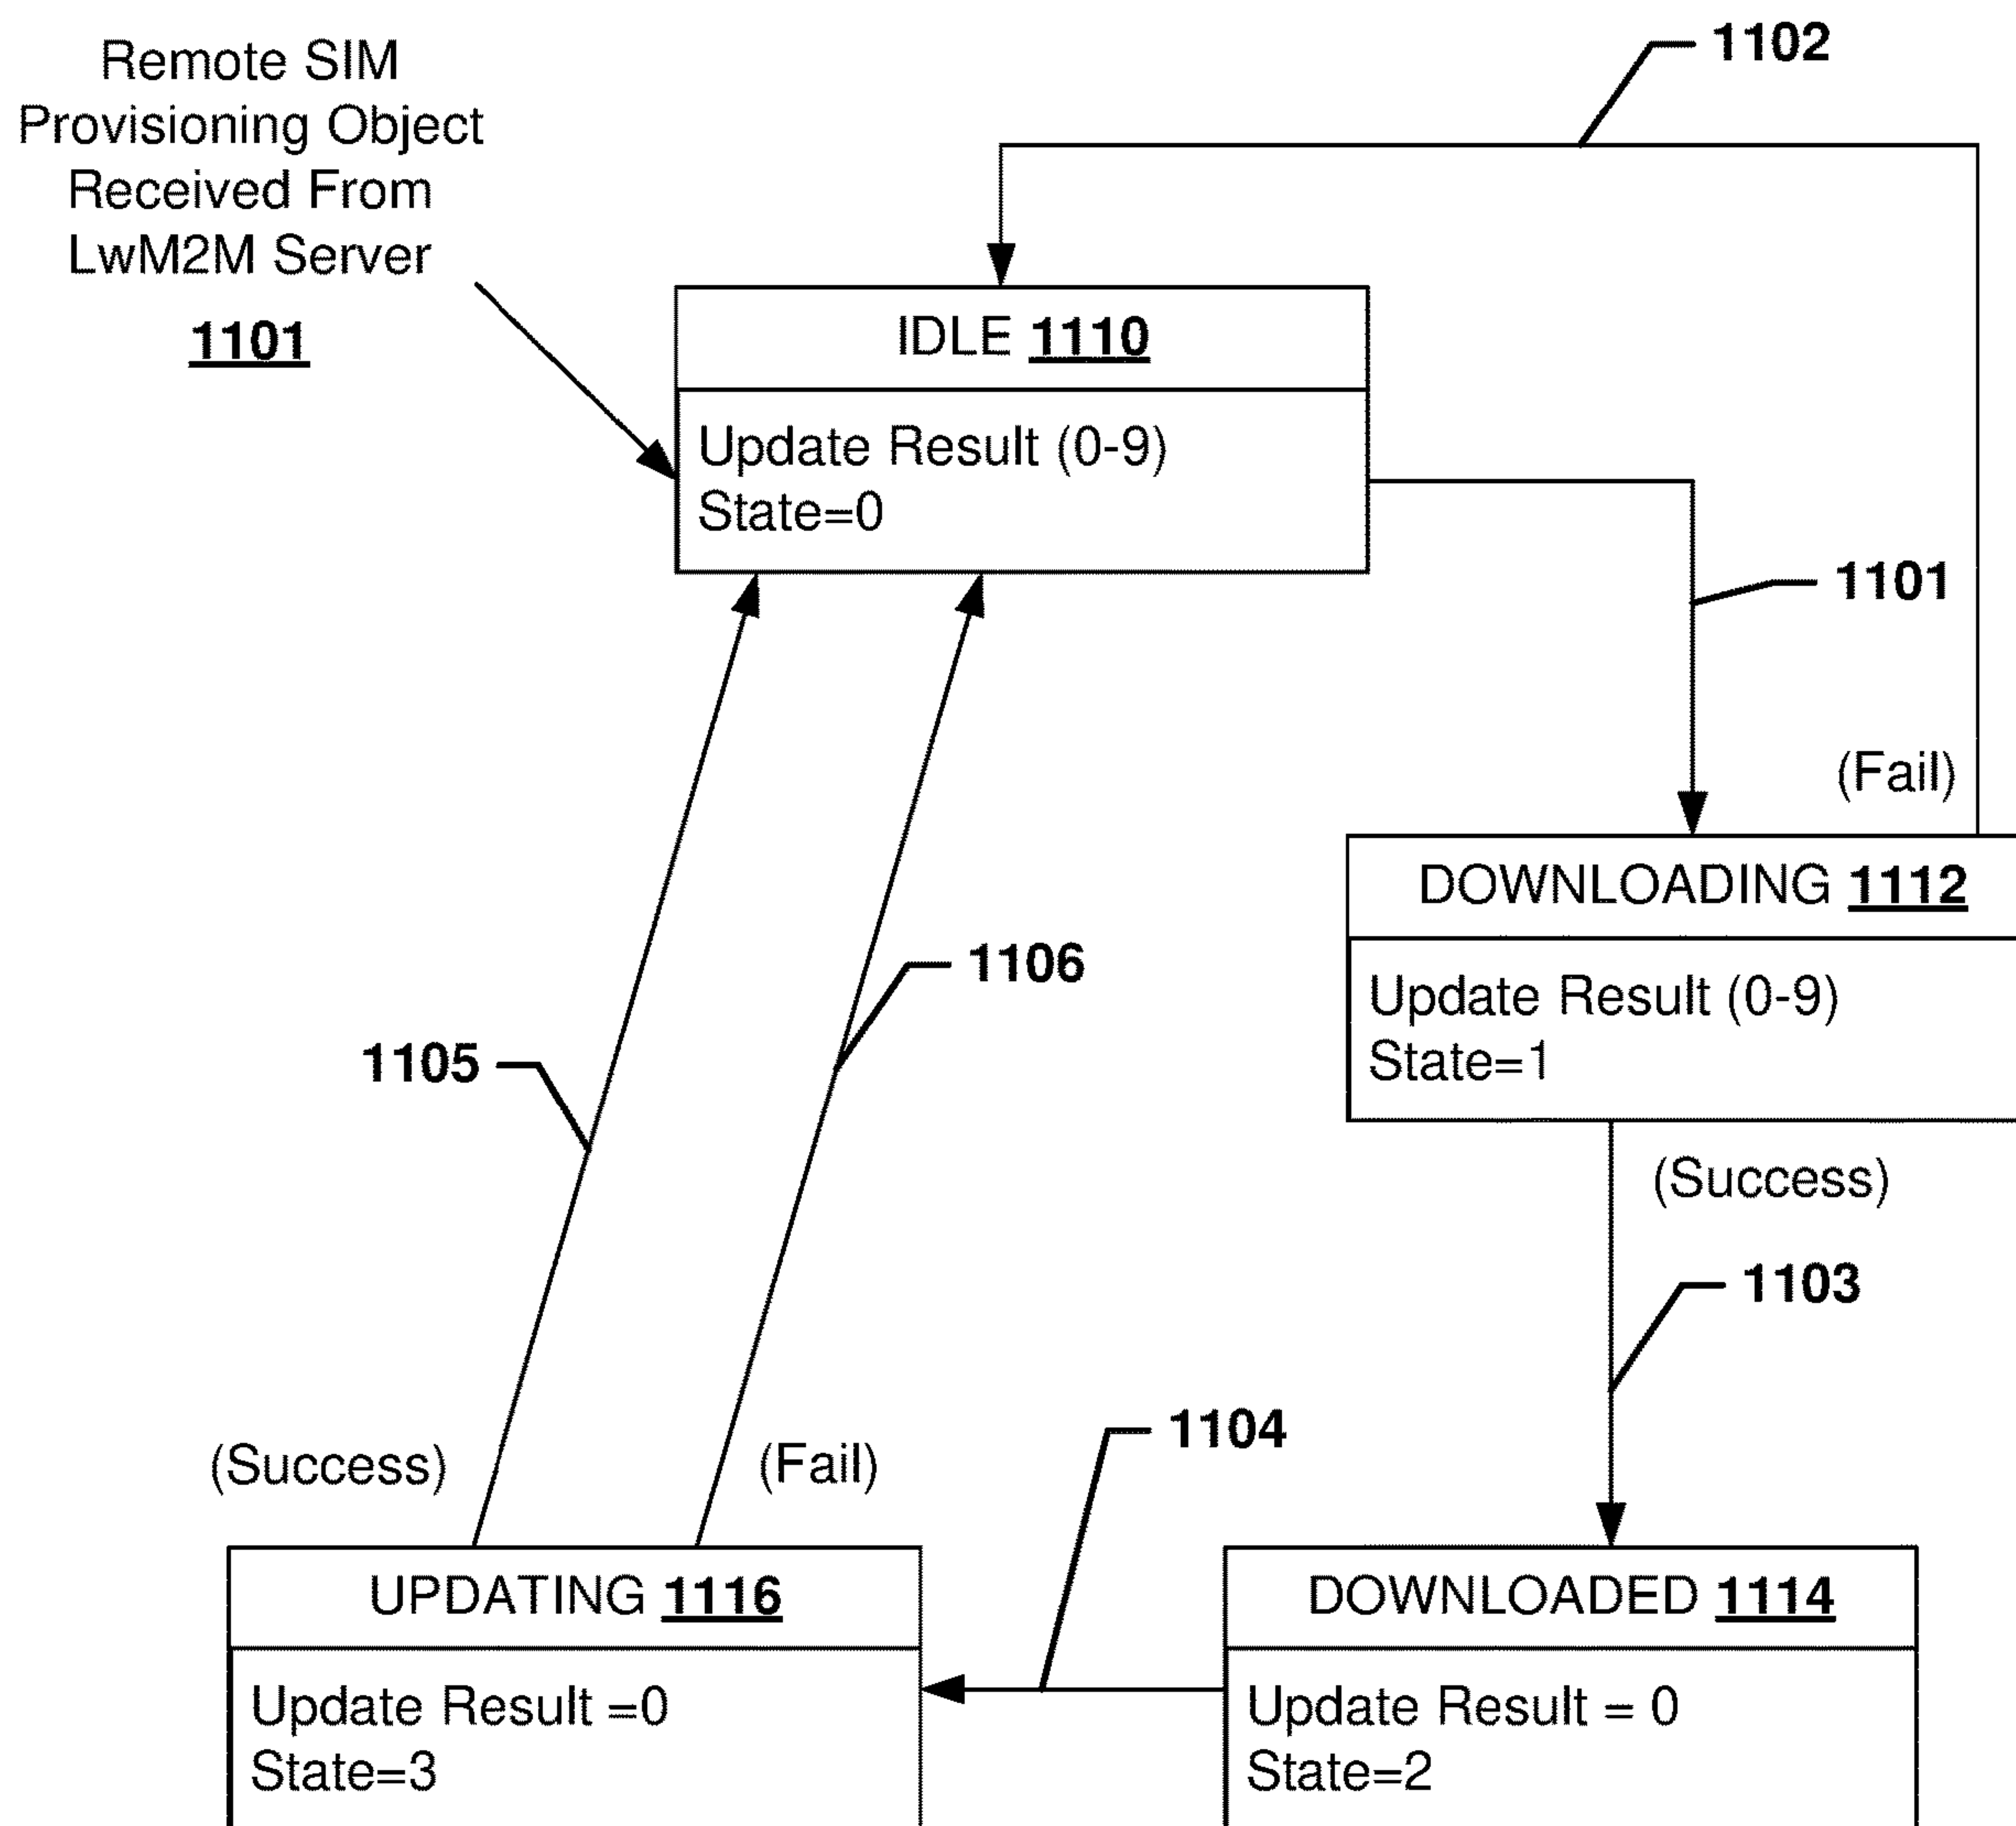 1102
Remote SIM
Provisioning Object
Received From
LwM2M Server
1101
IDLE 1110
Update Result (0-9)
State=0
1101
(Fail)
DOWNLOADING 1112
Update Result (0-9)
State=1
1106
1105
(Success)
1103
1104
(Success)
(Fail)
UPDATING 1116
Update Result =0
State=3
DOWNLOADED 1114
Update Result = 0
State=2